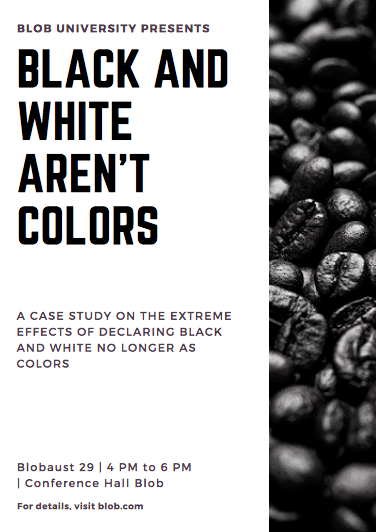 BLOB UNIVERSITY PRESENTS
BLACK AND
WHITE
AREN'T
COLORS
A CASE STUDY ON THE EXTREME
EFFECTS OF DECLARING BLACK
AND WHITE NO LONGER AS
COLORS
Blobaust 29 | 4 PM to 6 PM
| Conference Hall Blob
For details, visit blob.com